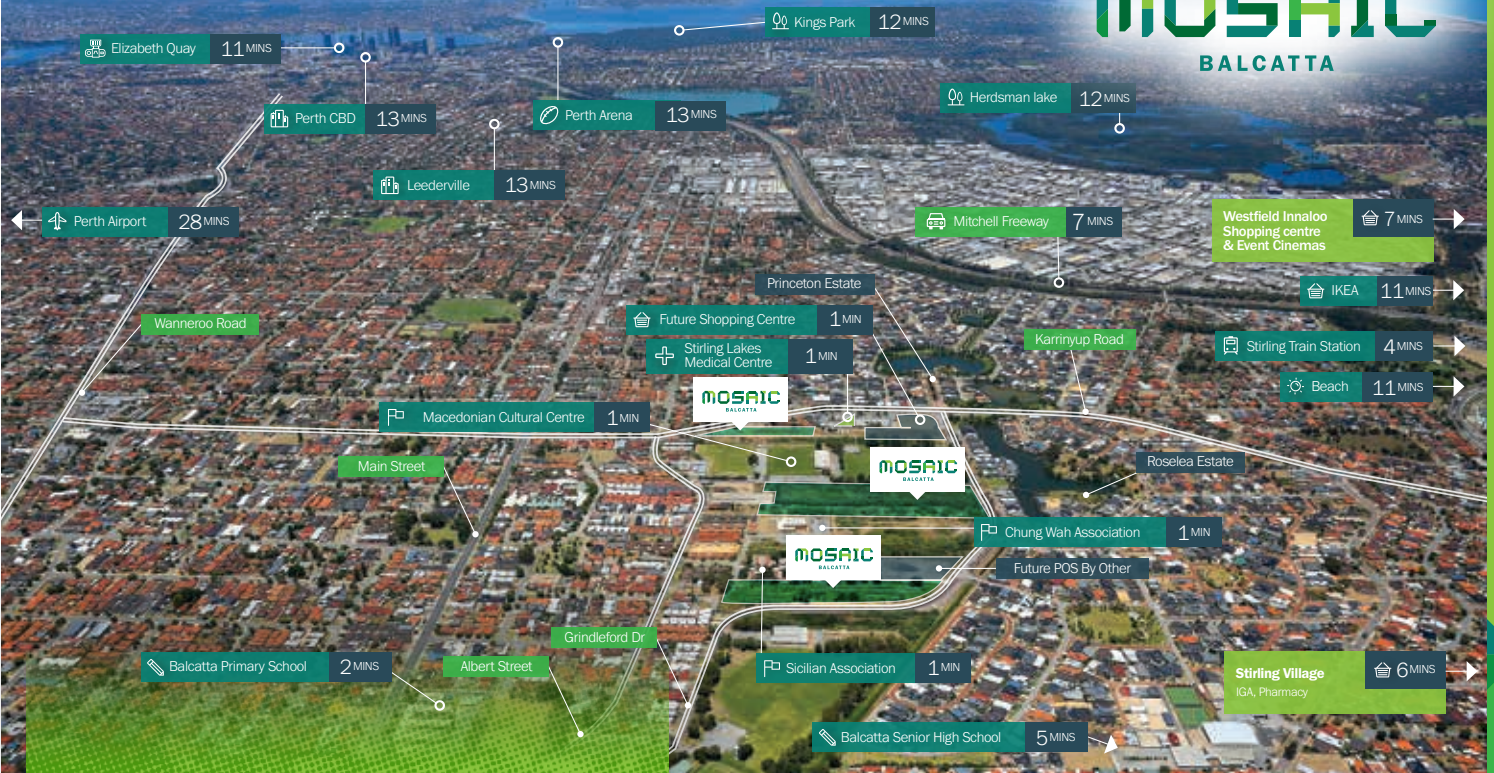 MOSAIC
BALCATTA
Kings Park 12 MINS
Elizabeth Quay 11 MINS
Herdsman lake 12 MINS
Perth CBD 13 MINS
Perth Arena 13 MINS
Leederville 13 MINS
Perth Airport 28 MINS
Mitchell Freeway 7 MINS
Westfield Innaloo
Shopping centre
& Event Cinemas
7 MINS
Princeton Estate
IKEA 11 MINS
Future Shopping Centre 1 MIN
Wanneroo Road
Karrinyup Road
Stirling Train Station 4 MINS
Stirling Lakes
Medical Centre
1 MIN
Beach 11 MINS
MOSAIC
BALCATTA
Macedonian Cultural Centre 1 MIN
Main Street
MOSAIC
BALCATTA
Roselea Estate
Chung Wah Association 1 MIN
MOSAIC
BALCATTA
Future POS By Other
Grindleford Dr
Balcatta Primary School 2 MINS
Albert Street
Sicilian Association 1 MIN
Stirling Village
IGA, Pharmacy
6 MINS
Balcatta Senior High School 5 MINS